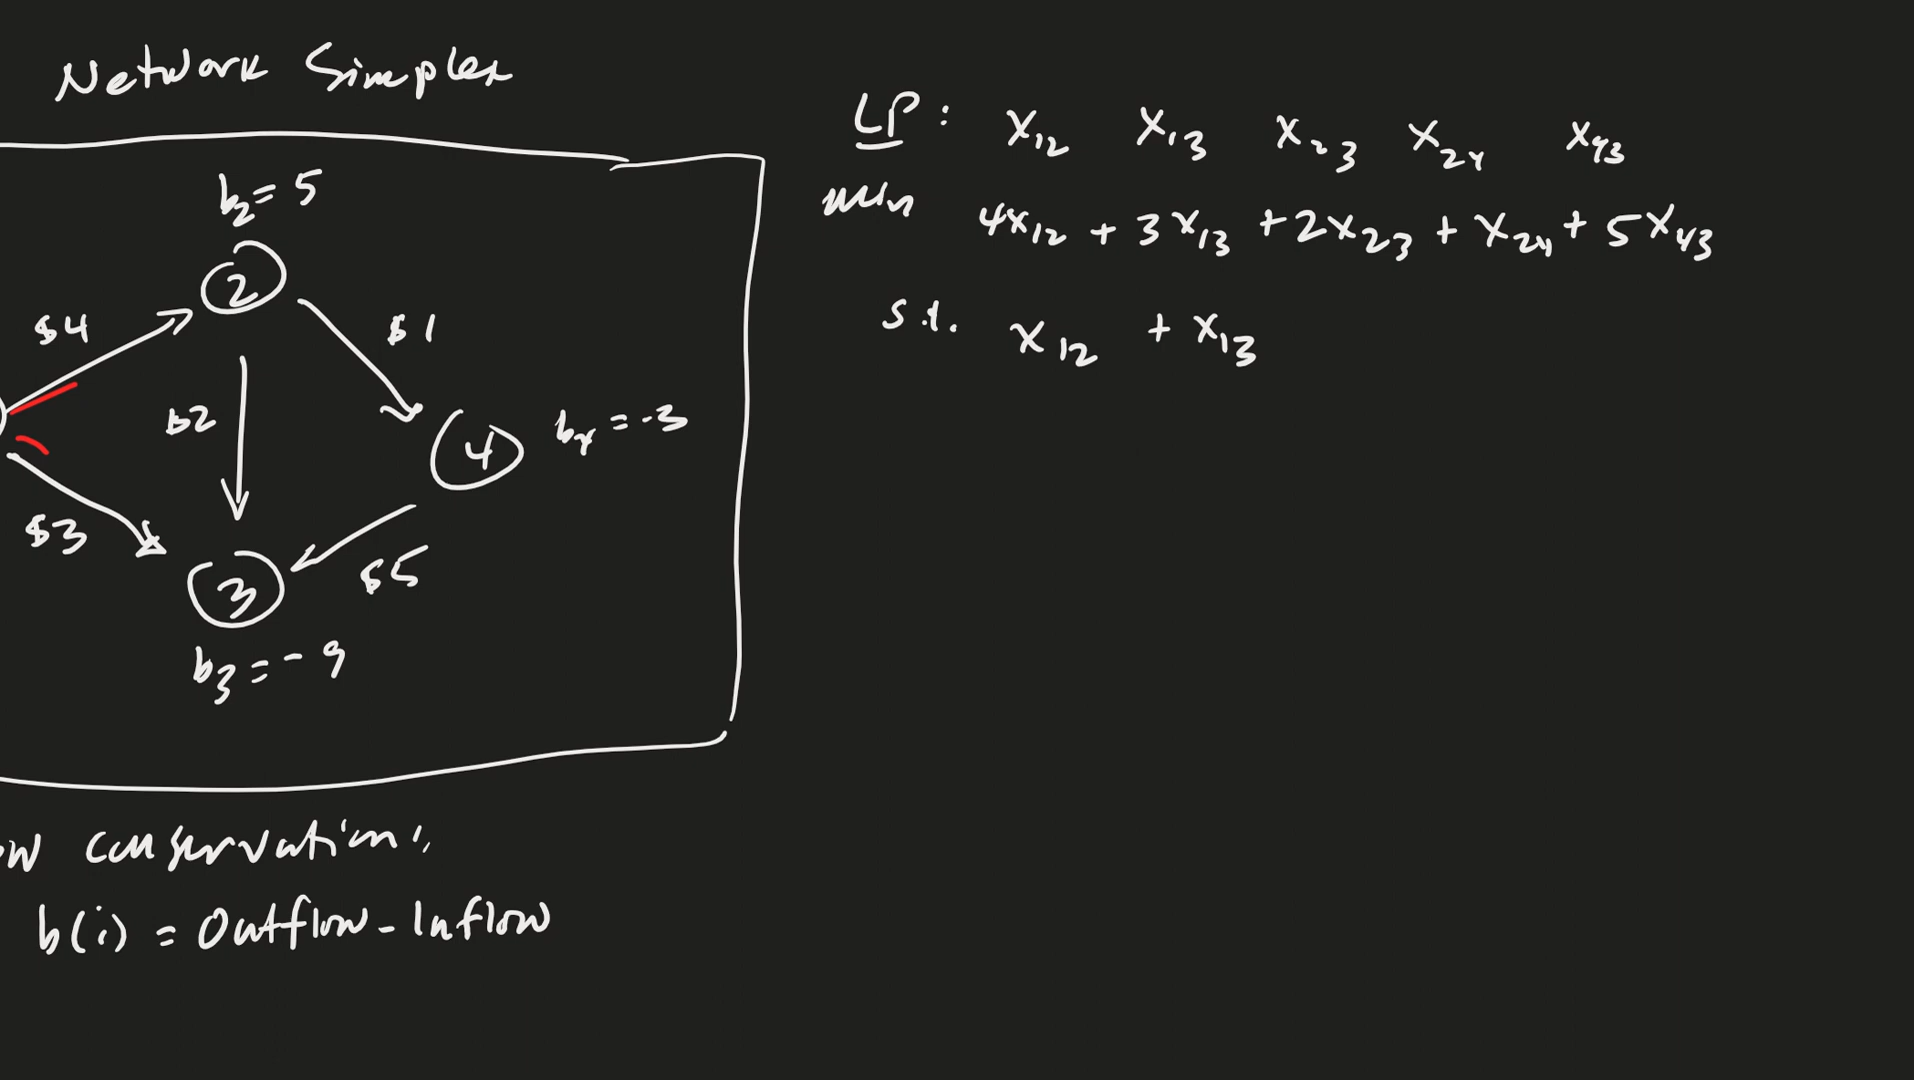 Network Simplex
b₂ = 5
2
$4
$1
$2
4
b₄ = -3
$3
3
$5
b₃ = - 9
ow conservation:
b(i) = Outflow - Inflow
LP: x₁₂ x₁₃ x₂₃ x₂₄ x₄₃
min 4x₁₂ + 3x₁₃ + 2x₂₃ + x₂₄ + 5x₄₃
s.t. x₁₂ + x₁₃